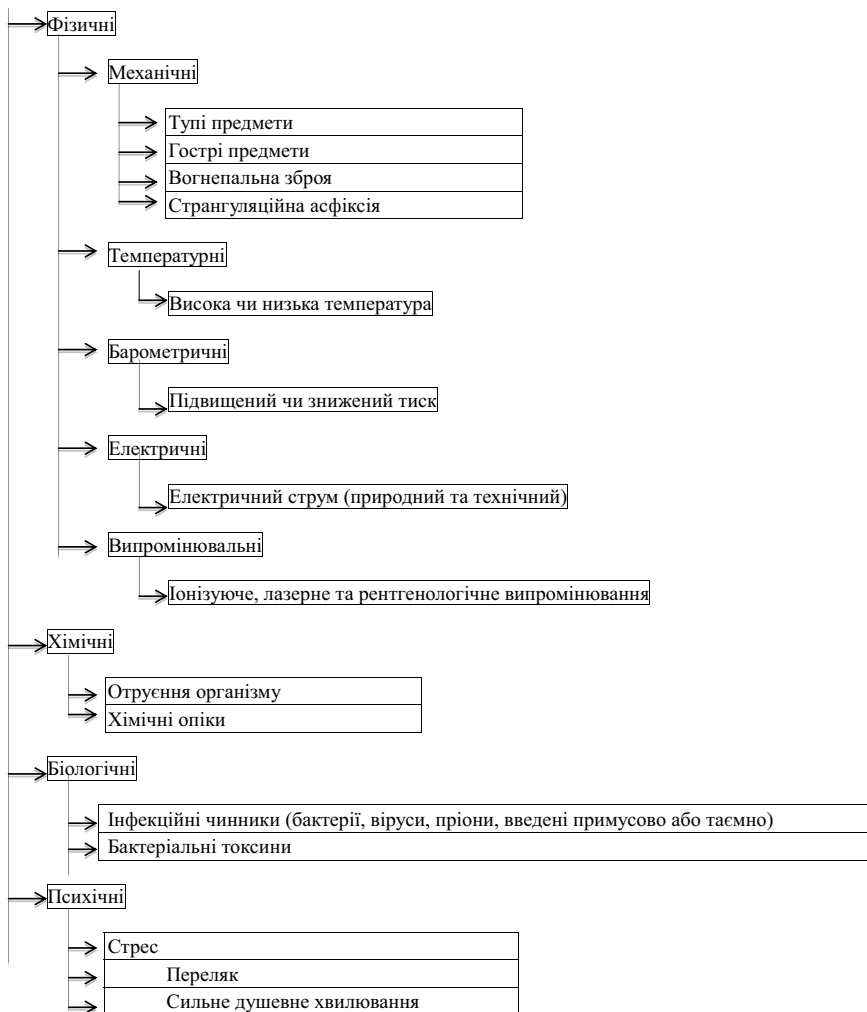 Фізичні
Механічні
Тупі предмети
Гострі предмети
Вогнепальна зброя
Странгуляційна асфіксія
Температурні
Висока чи низька температура
Барометричні
Підвищений чи знижений тиск
Електричні
Електричний струм (природний та технічний)
Випромінювальні
Іонізуюче, лазерне та рентгенологічне випромінювання
Хімічні
Отруєння організму
Хімічні опіки
Біологічні
Інфекційні чинники (бактерії, віруси, пріони, введені примусово або таємно)
Бактеріальні токсини
Психічні
Стрес
Переляк
Сильне душевне хвилювання